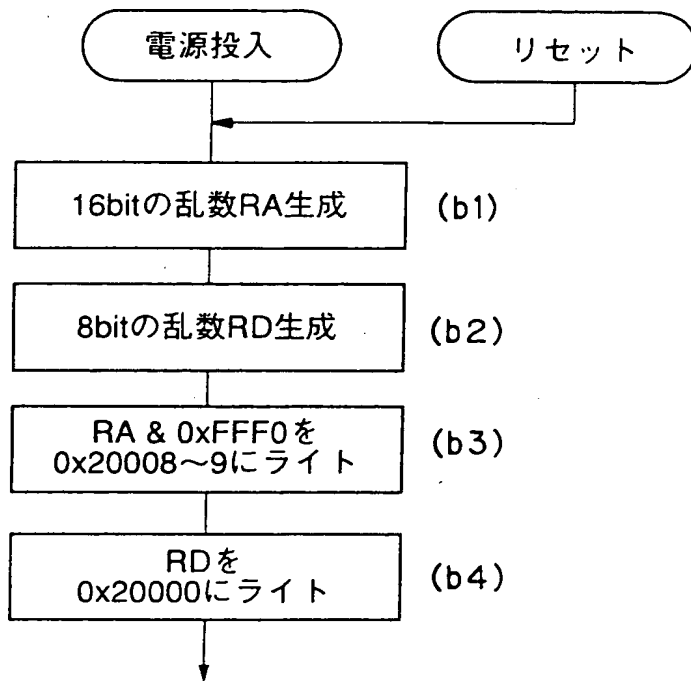 電源投入
リセット
16bitの乱数RA生成
(b1)
8bitの乱数RD生成
(b2)
RA & 0xFFF0を
0x20008～9にライト
(b3)
RDを
0x20000にライト
(b4)